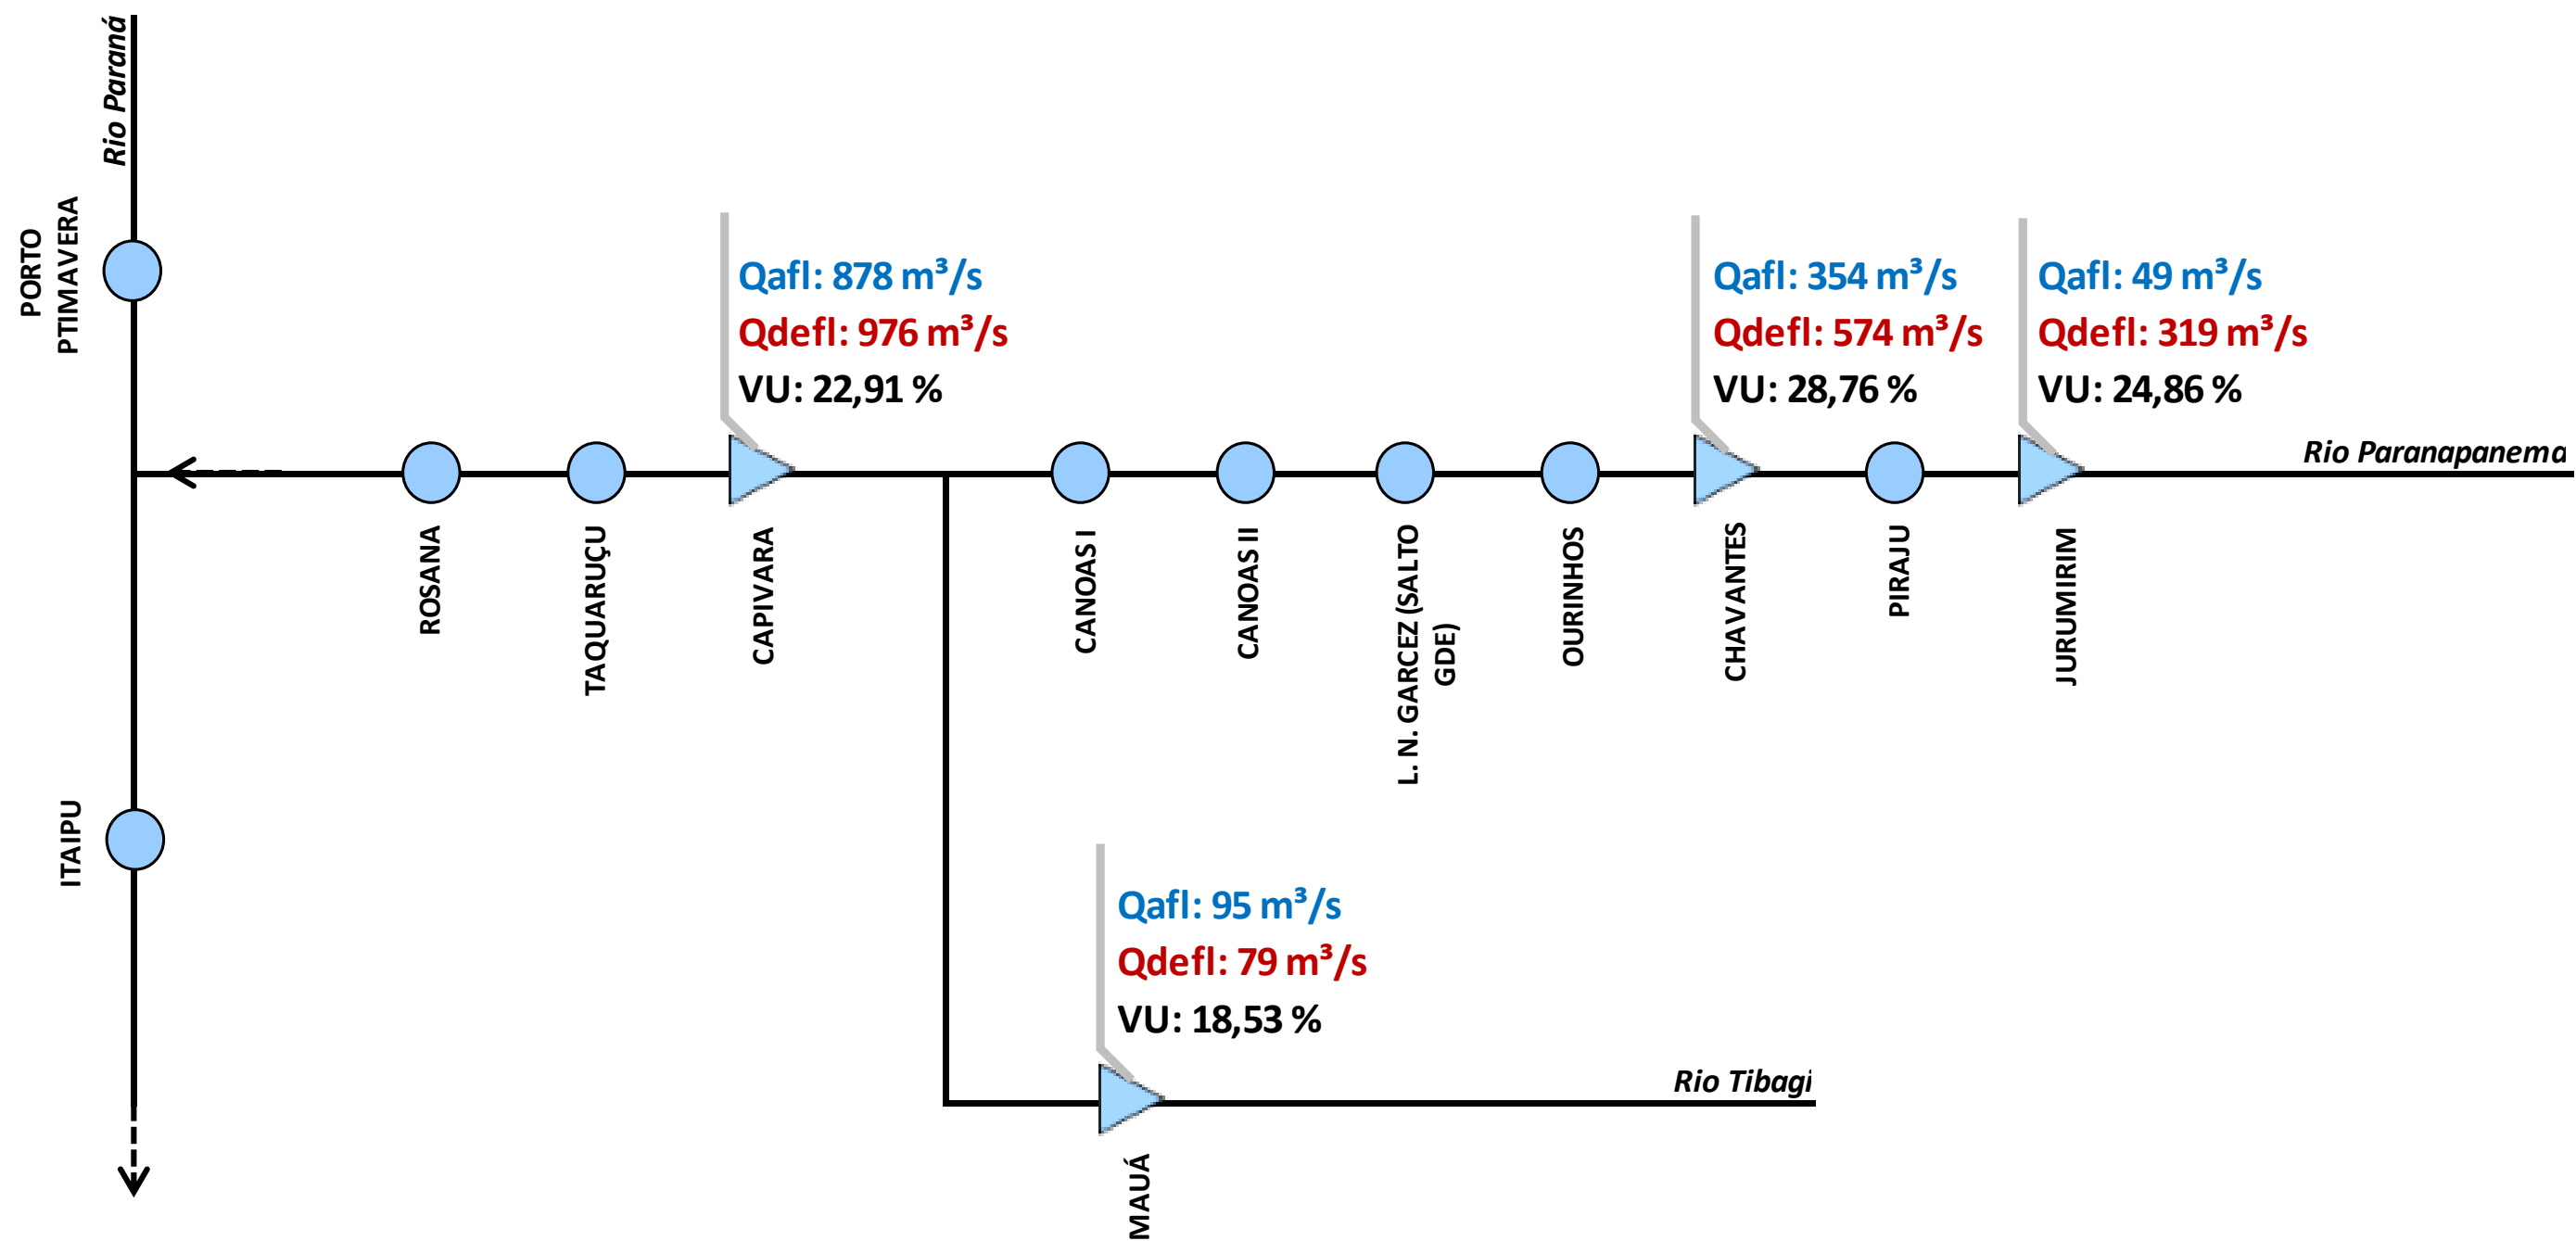 Rio Paraná
PORTO
PTIMAVERA
Qafl: 878 m³/s
Qdefl: 976 m³/s
VU: 22,91 %
Qafl: 354 m³/s
Qdefl: 574 m³/s
VU: 28,76 %
Qafl: 49 m³/s
Qdefl: 319 m³/s
VU: 24,86 %
Rio Paranapanema
ROSANA
TAQUARUÇU
CAPIVARA
CANOAS I
CANOAS II
L. N. GARCEZ (SALTO
GDE)
OURINHOS
CHAVANTES
PIRAJU
JURUMIRIM
ITAIPU
Qafl: 95 m³/s
Qdefl: 79 m³/s
VU: 18,53 %
Rio Tibagi
MAUÁ